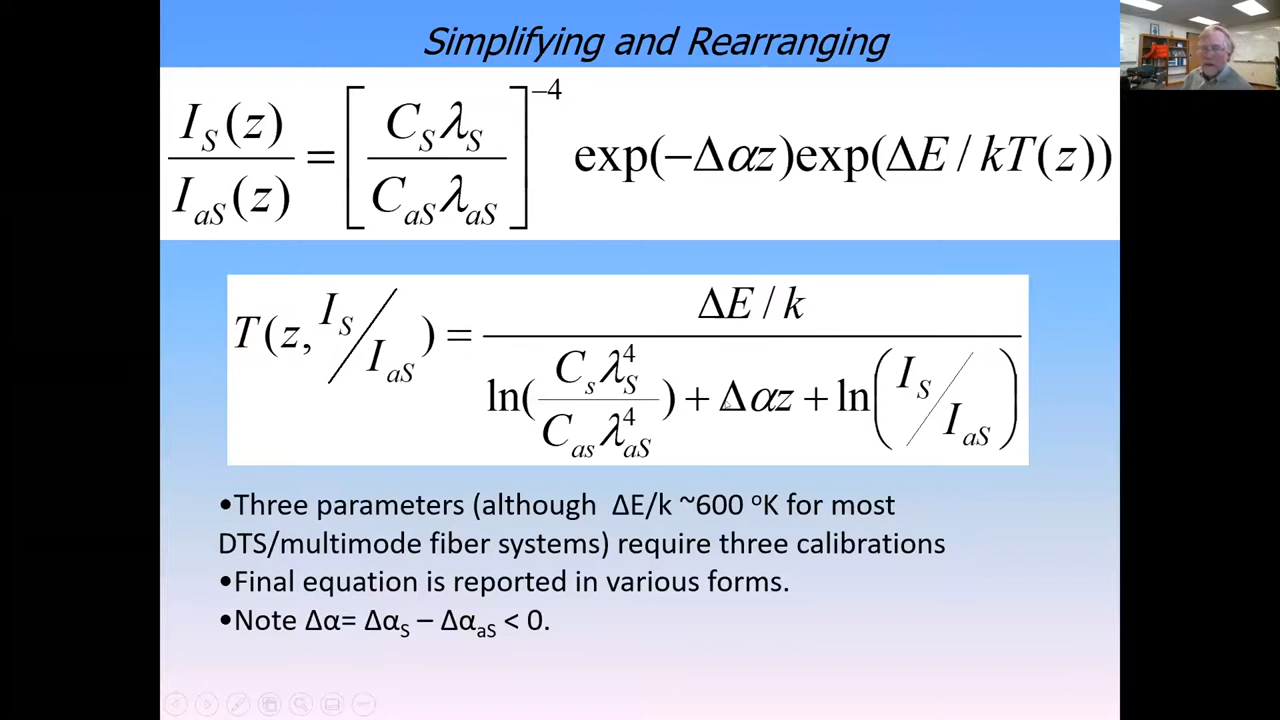 Simplifying and Rearranging
I_S(z) / I_aS(z) = [C_S λ_S / C_aS λ_aS]^–4 exp(–Δαz)exp(ΔE / kT(z))
T(z, I_S / I_aS) = ΔE / k / ln(C_s λ_S^4 / C_as λ_aS^4) + Δαz + ln(I_S / I_aS)
•Three parameters (although ΔE/k ~600 °K for most
DTS/multimode fiber systems) require three calibrations
•Final equation is reported in various forms.
•Note Δα= Δα_S – Δα_aS < 0.